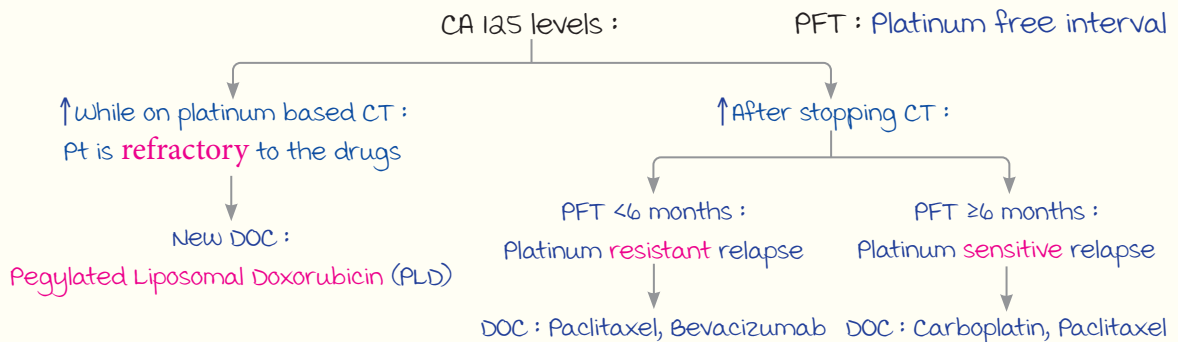 CA 125 levels :
PFT : Platinum free interval
↑While on platinum based CT :
Pt is refractory to the drugs
New DOC :
Pegylated Liposomal Doxorubicin (PLD)
↑After stopping CT :
PFT <6 months :
Platinum resistant relapse
DOC : Paclitaxel, Bevacizumab
PFT ≥6 months :
Platinum sensitive relapse
DOC : Carboplatin, Paclitaxel